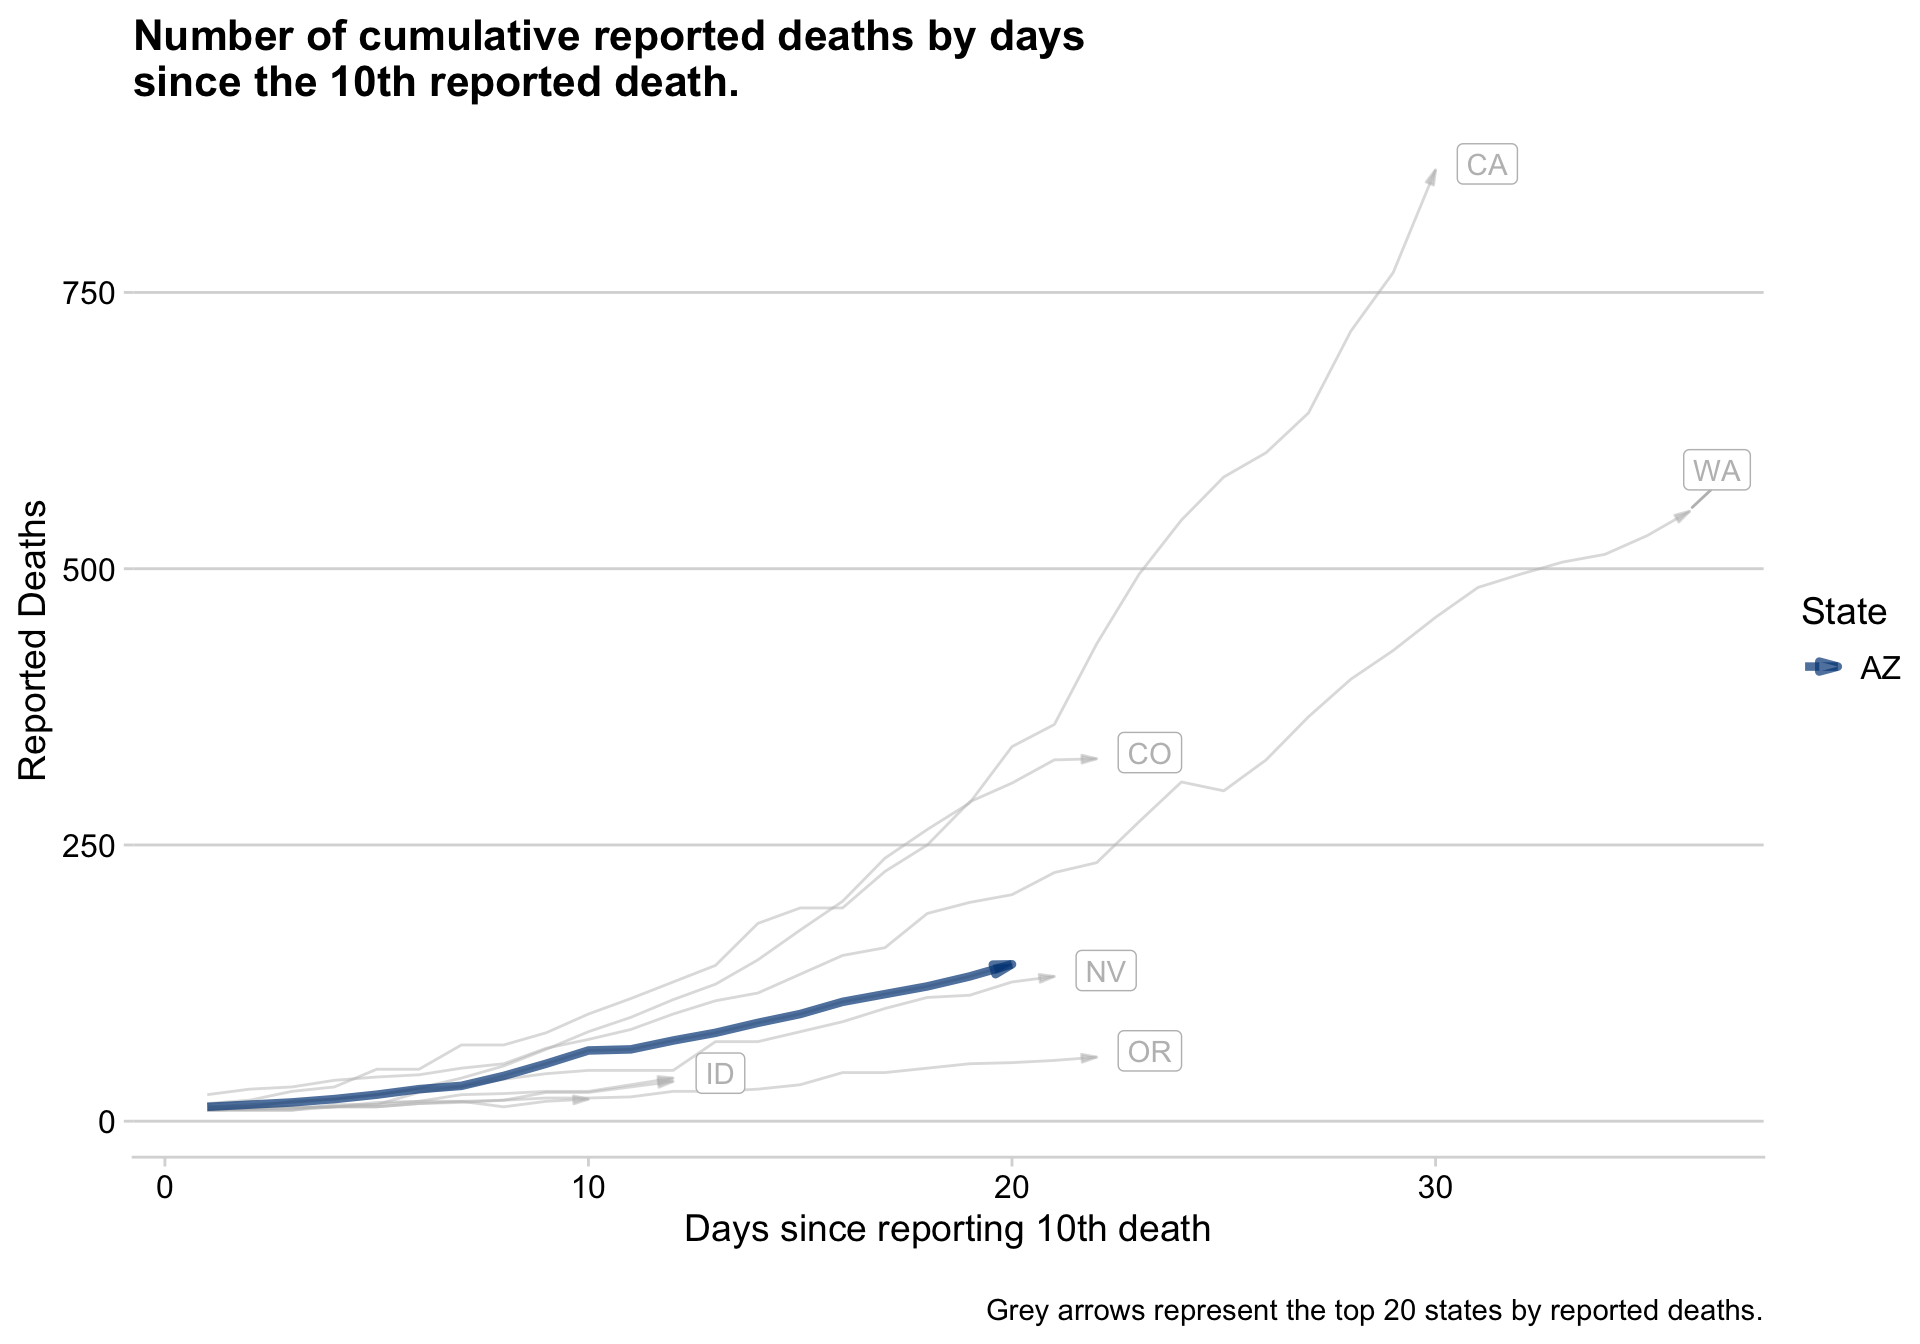 Number of cumulative reported deaths by days
since the 10th reported death.
CA
750
WA
Reported Deaths
500
State
AZ
CO
250
NV
OR
ID
0
0 10 20 30
Days since reporting 10th death
Grey arrows represent the top 20 states by reported deaths.